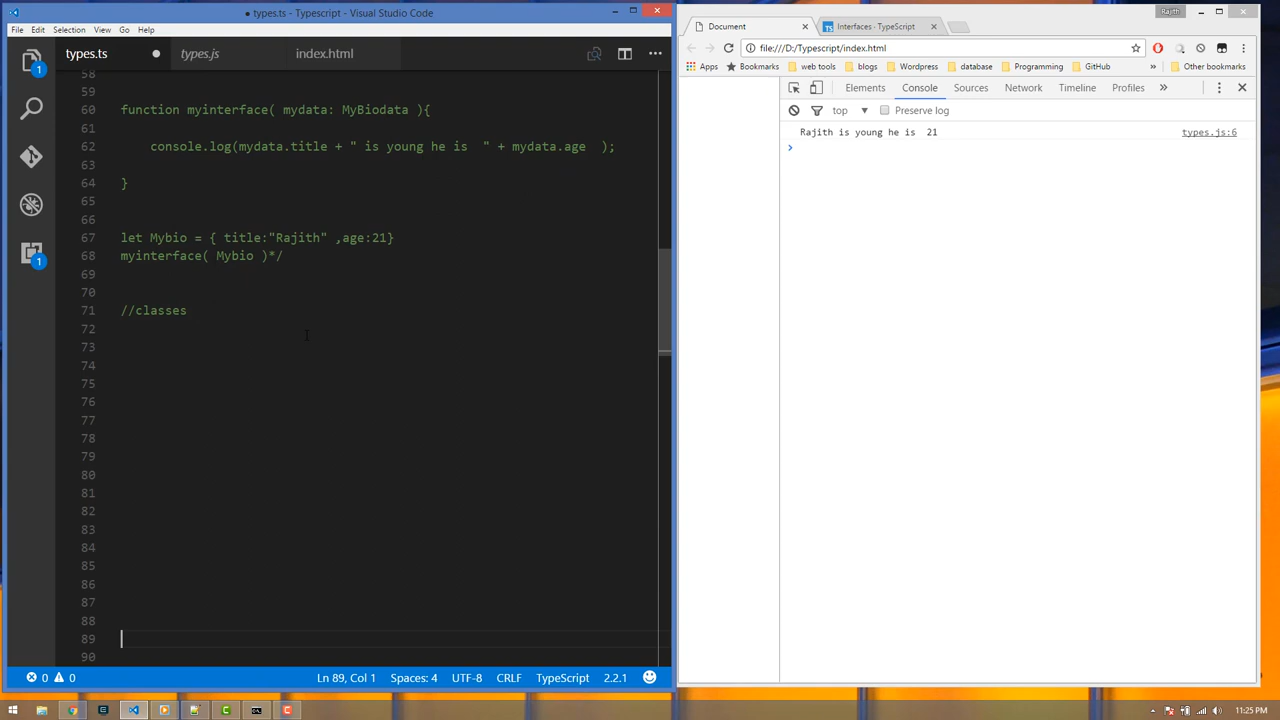 ● types.ts - Typescript - Visual Studio Code
File Edit Selection View Go Help
types.ts ● types.js index.html
58
59
60 function myinterface( mydata: MyBiodata ){
61
62 console.log(mydata.title + " is young he is  " + mydata.age  );
63
64 }
65
66
67 let Mybio = { title:"Rajith" ,age:21}
68 myinterface( Mybio )*/
69
70
71 //classes
72
73
74
75
76
77
78
79
80
81
82
83
84
85
86
87
88
89
90
1
1
0 0 Ln 89, Col 1 Spaces: 4 UTF-8 CRLF TypeScript 2.2.1
Rajith
Document Interfaces - TypeScript
file:///D:/Typescript/index.html
Apps Bookmarks web tools blogs Wordpress database Programming GitHub » Other bookmarks
Elements Console Sources Network Timeline Profiles »
top Preserve log
Rajith is young he is  21 types.js:6
11:25 PM